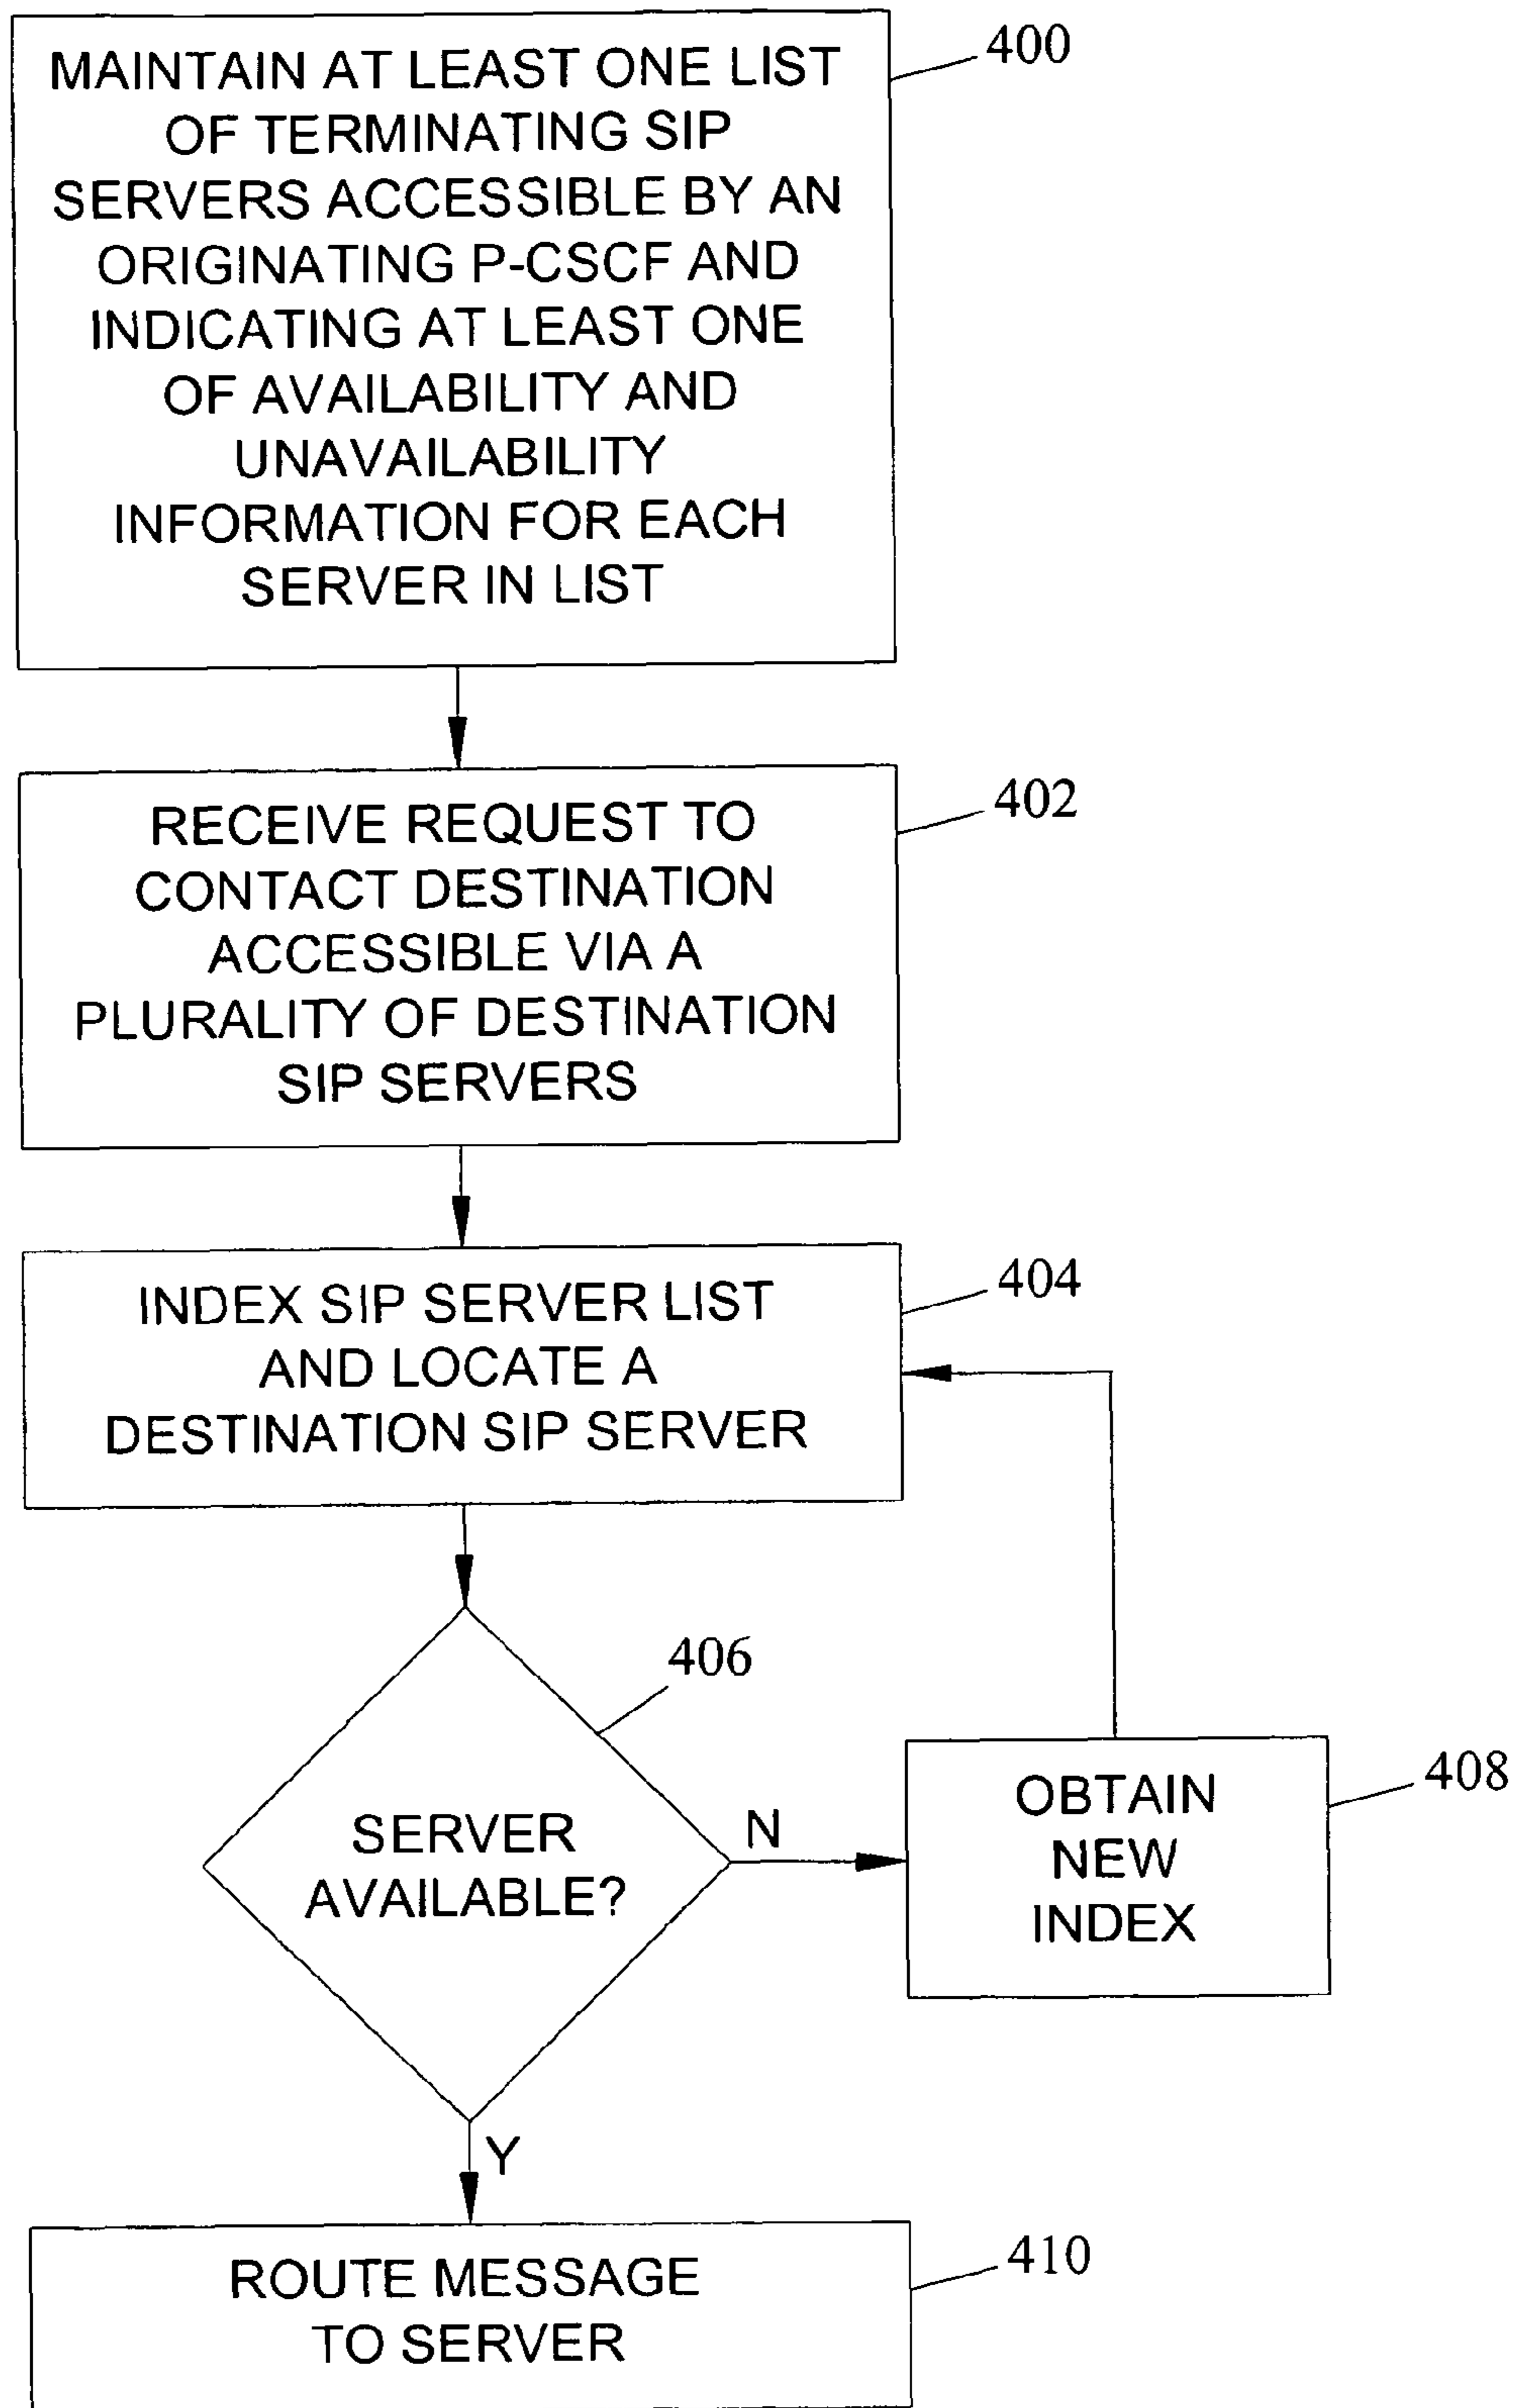 MAINTAIN AT LEAST ONE LIST
OF TERMINATING SIP
SERVERS ACCESSIBLE BY AN
ORIGINATING P-CSCF AND
INDICATING AT LEAST ONE
OF AVAILABILITY AND
UNAVAILABILITY
INFORMATION FOR EACH
SERVER IN LIST
400
RECEIVE REQUEST TO
CONTACT DESTINATION
ACCESSIBLE VIA A
PLURALITY OF DESTINATION
SIP SERVERS
402
INDEX SIP SERVER LIST
AND LOCATE A
DESTINATION SIP SERVER
404
SERVER
AVAILABLE?
406
N
OBTAIN
NEW
INDEX
408
Y
ROUTE MESSAGE
TO SERVER
410